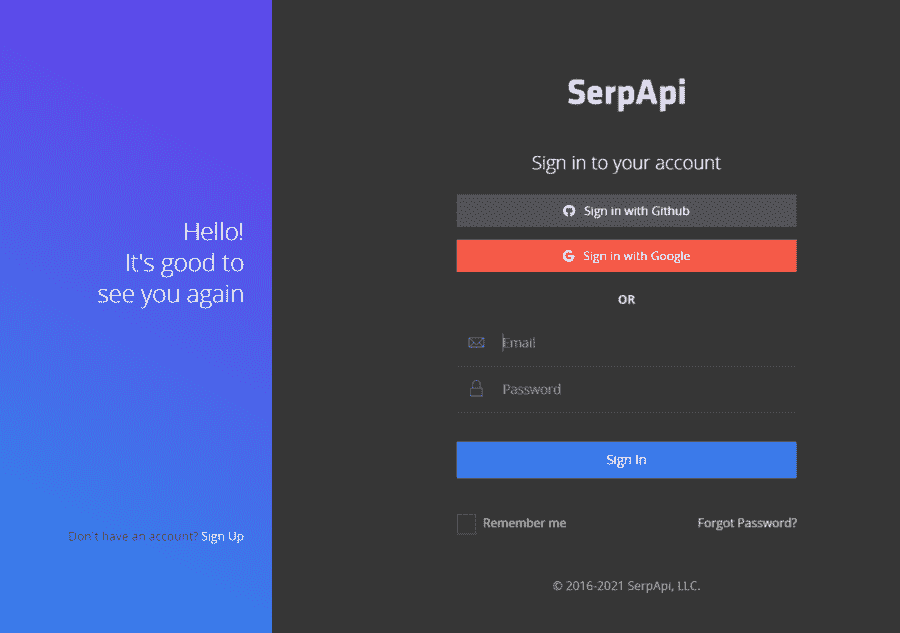 Hello!
It's good to
see you again
Don't have an account? Sign Up
SerpApi
Sign in to your account
Sign in with Github
Sign in with Google
OR
Email
Password
Sign In
Remember me
Forgot Password?
© 2016-2021 SerpApi, LLC.